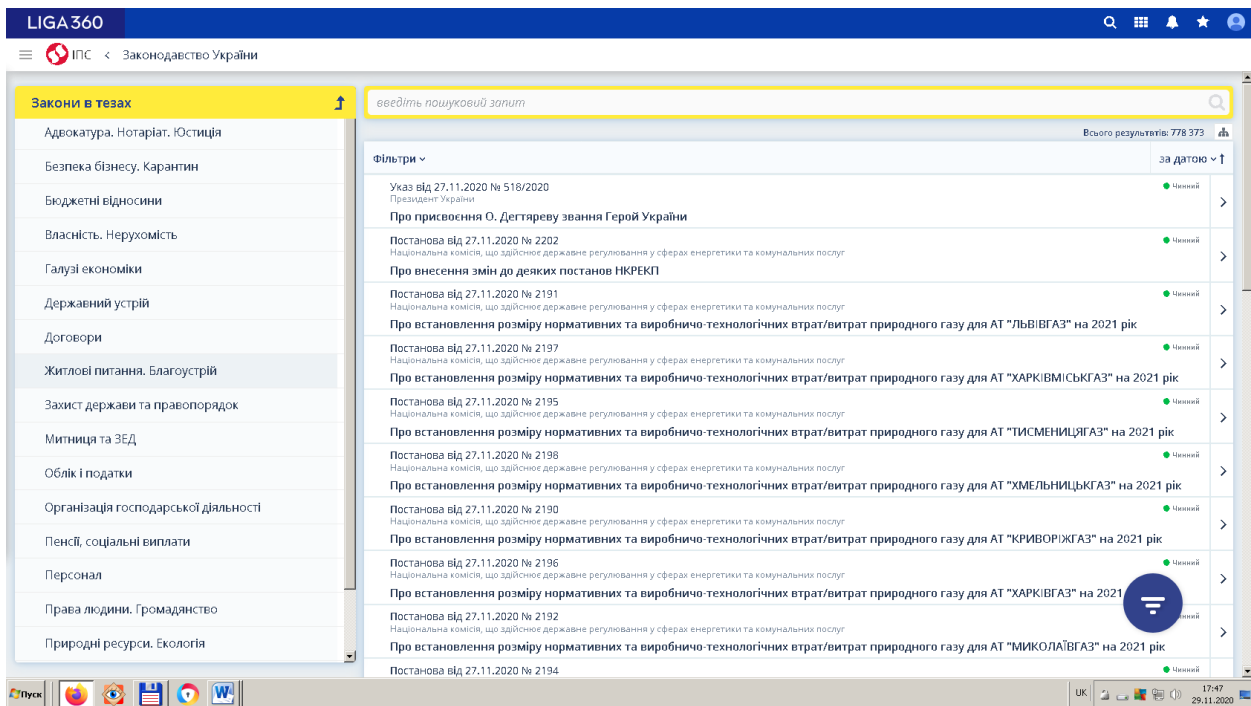 LIGA360
ІПС < Законодавство України
Закони в тезах
Адвокатура. Нотаріат. Юстиція
Безпека бізнесу. Карантин
Бюджетні відносини
Власність. Нерухомість
Галузі економіки
Державний устрій
Договори
Житлові питання. Благоустрій
Захист держави та правопорядок
Митниця та ЗЕД
Облік і податки
Організація господарської діяльності
Пенсії, соціальні виплати
Персонал
Права людини. Громадянство
Природні ресурси. Екологія
введіть пошуковий запит
Всього результатів: 778 373
Фільтри
за датою
Указ від 27.11.2020 № 518/2020
Чинний
Президент України
Про присвоєння О. Дегтяреву звання Герой України
Постанова від 27.11.2020 № 2202
Чинний
Національна комісія, що здійснює державне регулювання у сферах енергетики та комунальних послуг
Про внесення змін до деяких постанов НКРЕКП
Постанова від 27.11.2020 № 2191
Чинний
Національна комісія, що здійснює державне регулювання у сферах енергетики та комунальних послуг
Про встановлення розміру нормативних та виробничо-технологічних втрат/витрат природного газу для АТ "ЛЬВІВГАЗ" на 2021 рік
Постанова від 27.11.2020 № 2197
Чинний
Національна комісія, що здійснює державне регулювання у сферах енергетики та комунальних послуг
Про встановлення розміру нормативних та виробничо-технологічних втрат/витрат природного газу для АТ "ХАРКІВМІСЬКГАЗ" на 2021 рік
Постанова від 27.11.2020 № 2195
Чинний
Національна комісія, що здійснює державне регулювання у сферах енергетики та комунальних послуг
Про встановлення розміру нормативних та виробничо-технологічних втрат/витрат природного газу для АТ "ТИСМЕНИЦЯГАЗ" на 2021 рік
Постанова від 27.11.2020 № 2198
Чинний
Національна комісія, що здійснює державне регулювання у сферах енергетики та комунальних послуг
Про встановлення розміру нормативних та виробничо-технологічних втрат/витрат природного газу для АТ "ХМЕЛЬНИЦЬКГАЗ" на 2021 рік
Постанова від 27.11.2020 № 2190
Чинний
Національна комісія, що здійснює державне регулювання у сферах енергетики та комунальних послуг
Про встановлення розміру нормативних та виробничо-технологічних втрат/витрат природного газу для АТ "КРИВОРІЖГАЗ" на 2021 рік
Постанова від 27.11.2020 № 2196
Чинний
Національна комісія, що здійснює державне регулювання у сферах енергетики та комунальних послуг
Про встановлення розміру нормативних та виробничо-технологічних втрат/витрат природного газу для АТ "ХАРКІВГАЗ" на 2021
Постанова від 27.11.2020 № 2192
Національна комісія, що здійснює державне регулювання у сферах енергетики та комунальних послуг
Про встановлення розміру нормативних та виробничо-технологічних втрат/витрат природного газу для АТ "МИКОЛАЇВГАЗ" на 2021 рік
Постанова від 27.11.2020 № 2194
Чинний
Пуск
UK
17:47
29.11.2020